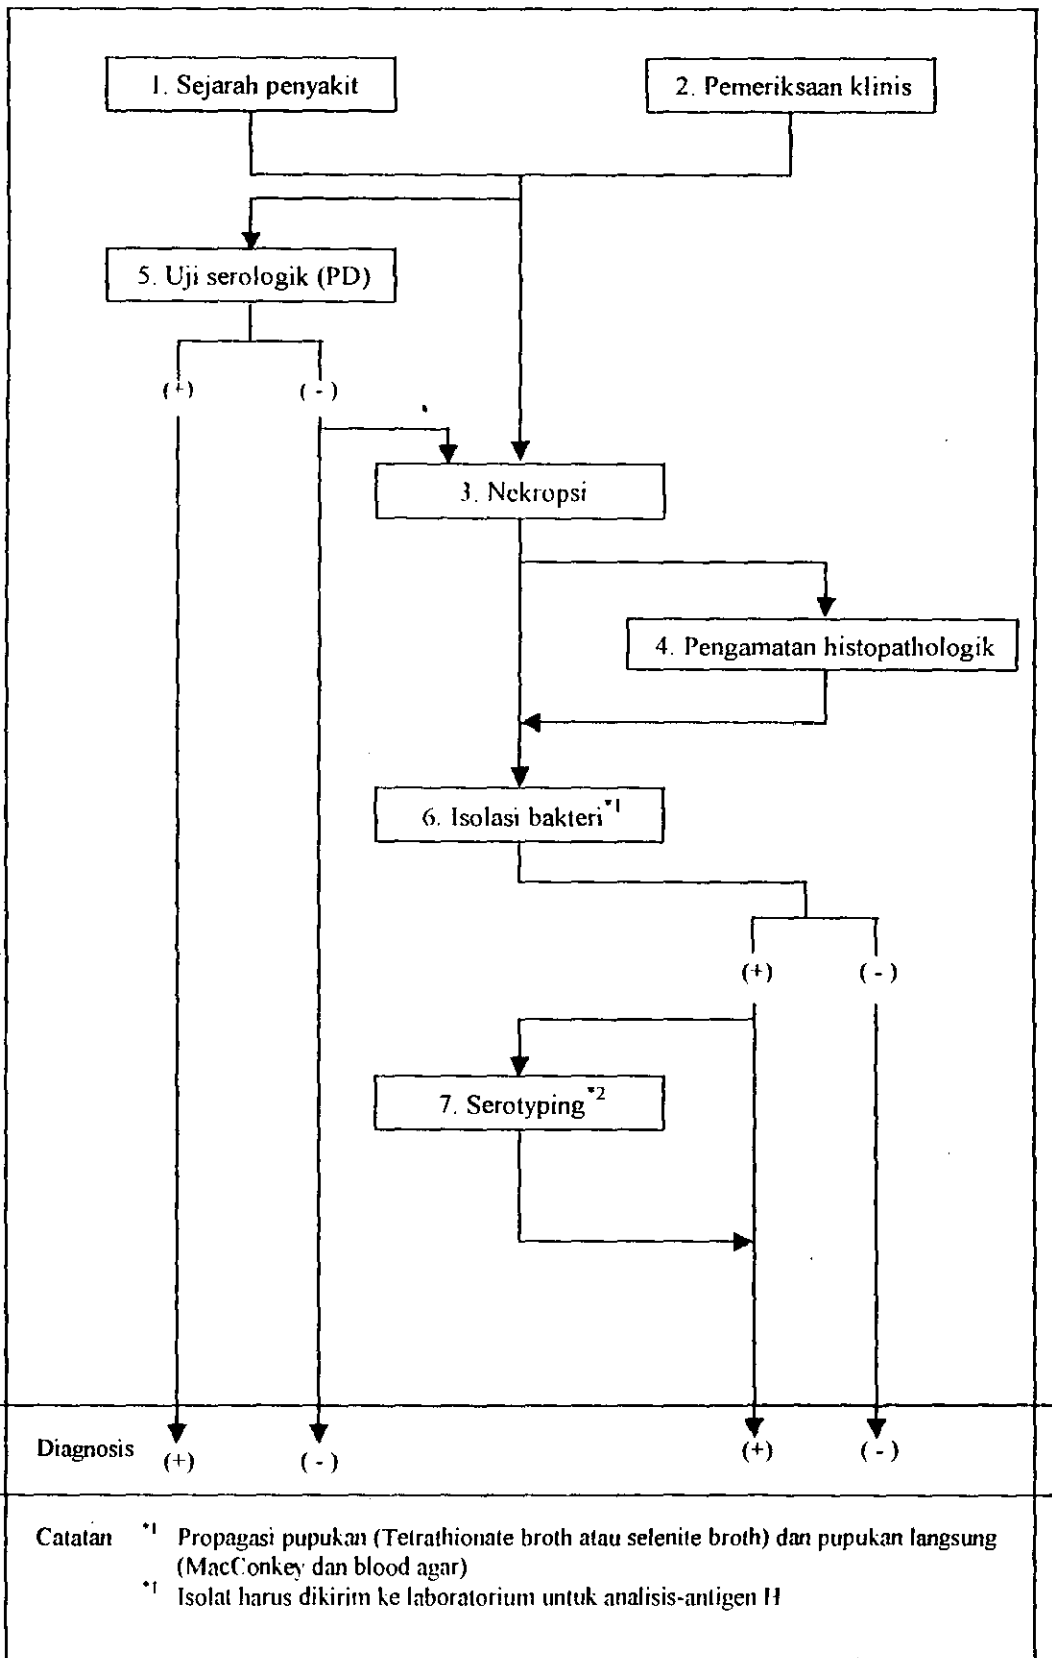 1. Sejarah penyakit
2. Pemeriksaan klinis
5. Uji serologik (PD)
(+)
( - )
3. Nekropsi
4. Pengamatan histopathologik
6. Isolasi bakteri*1
(+)
( - )
7. Serotyping*2
Diagnosis
(+)
( - )
(+)
( - )
Catatan *1 Propagasi pupukan (Tetrathionate broth atau selenite broth) dan pupukan langsung
(MacConkey dan blood agar)
*1 Isolat harus dikirim ke laboratorium untuk analisis-antigen H